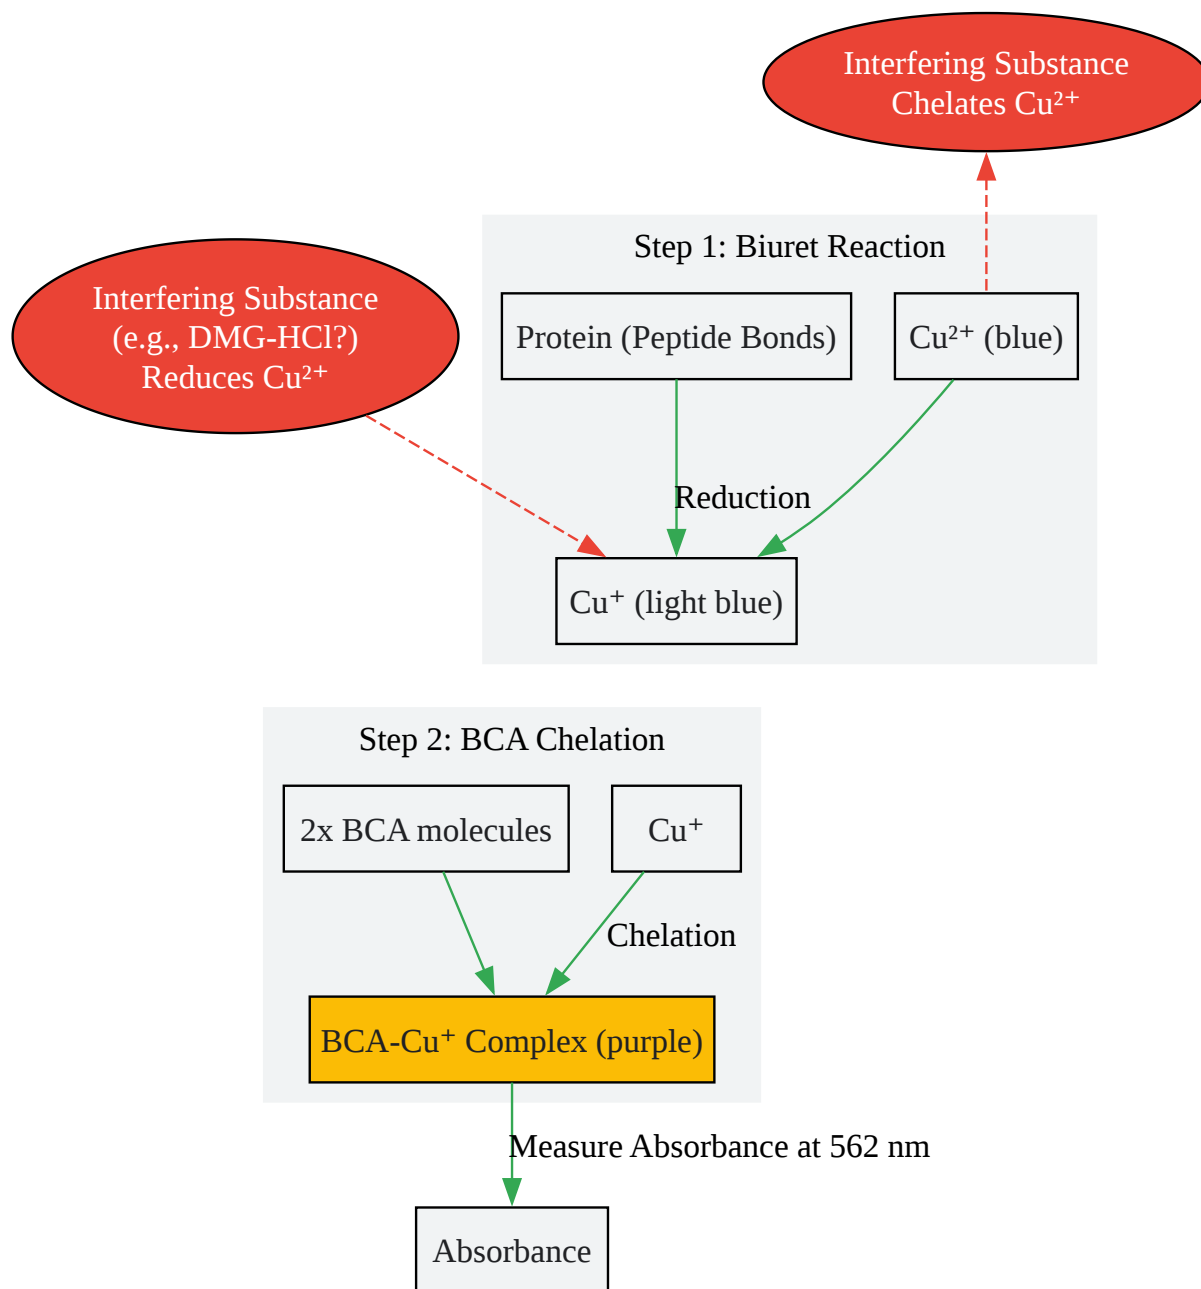 Interfering Substance
Chelates Cu²⁺
Step 1: Biuret Reaction
Interfering Substance
(e.g., DMG-HCl?)
Reduces Cu²⁺
Protein (Peptide Bonds)
Cu²⁺ (blue)
Reduction
Cu⁺ (light blue)
Step 2: BCA Chelation
2x BCA molecules
Cu⁺
Chelation
BCA-Cu⁺ Complex (purple)
Measure Absorbance at 562 nm
Absorbance